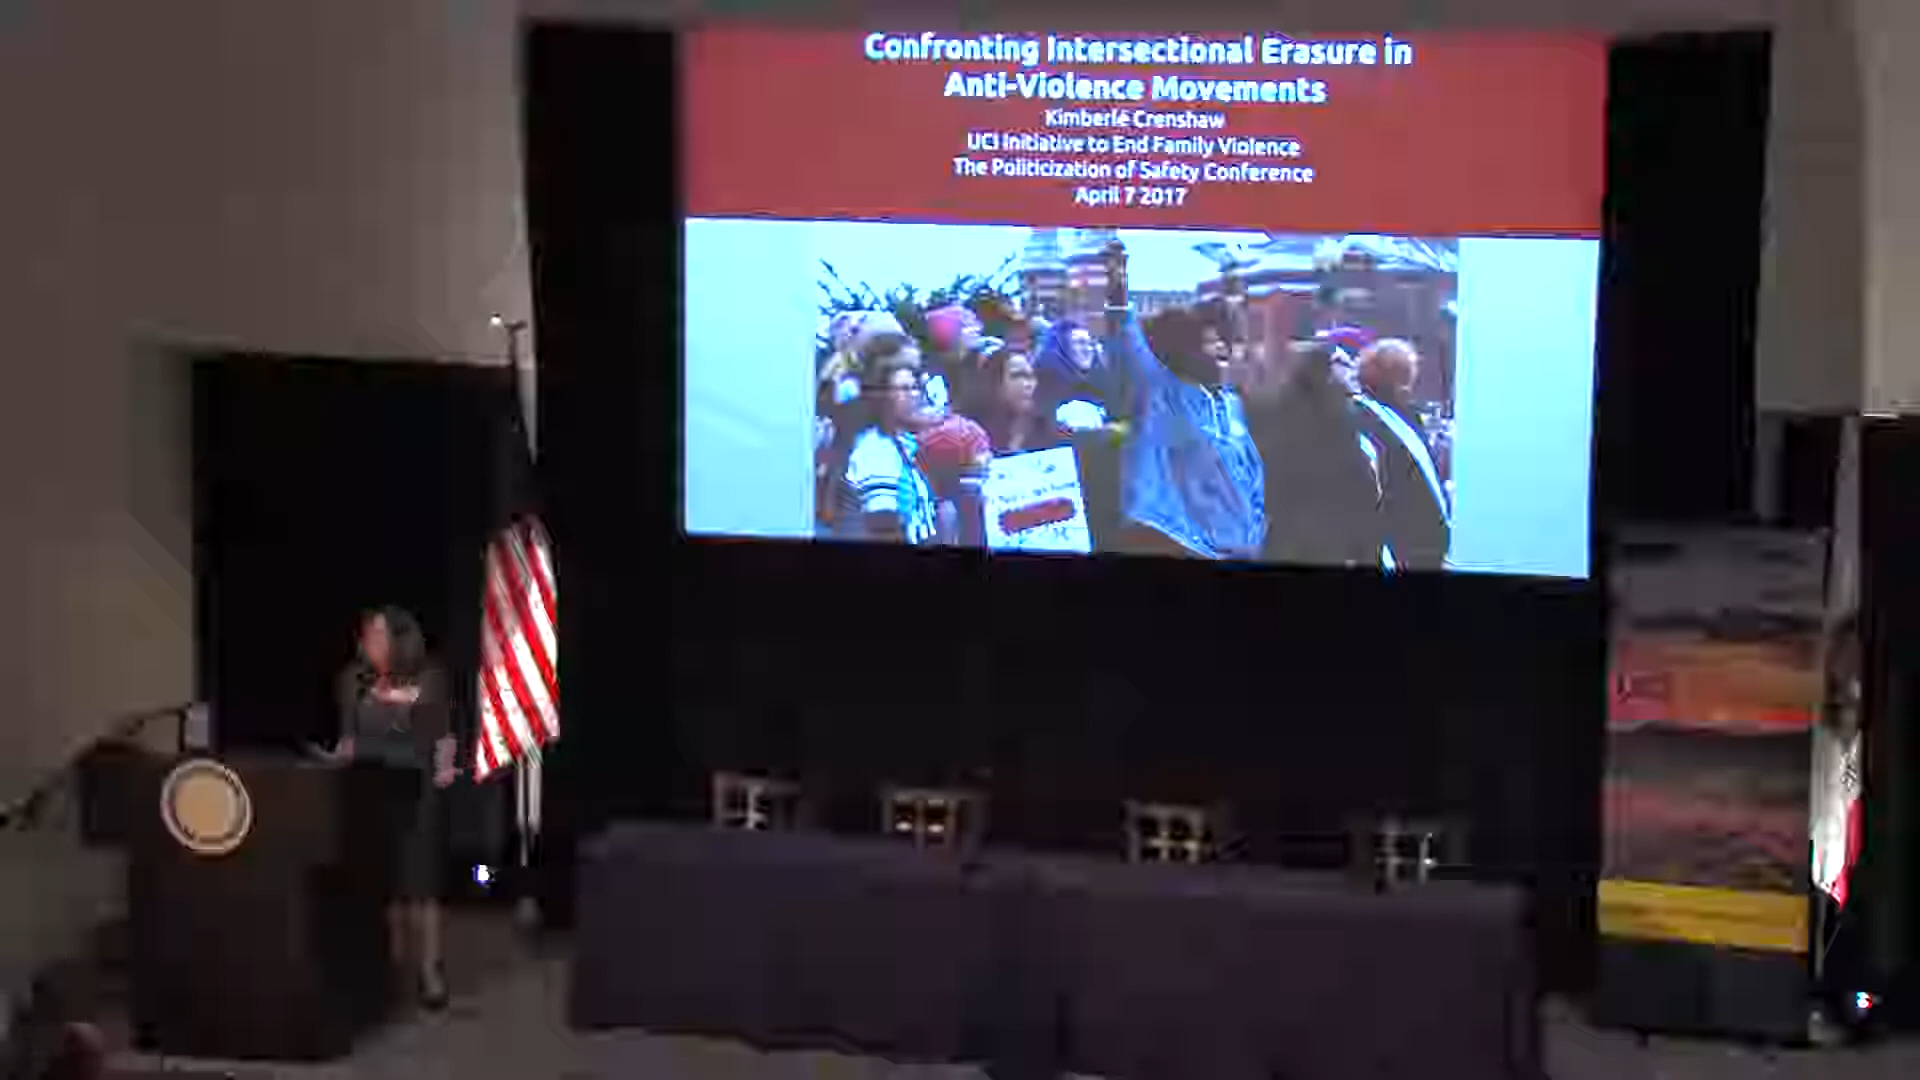 Confronting Intersectional Erasure in
Anti-Violence Movements
Kimberlé Crenshaw
UCI Initiative to End Family Violence
The Politicization of Safety Conference
April 7 2017